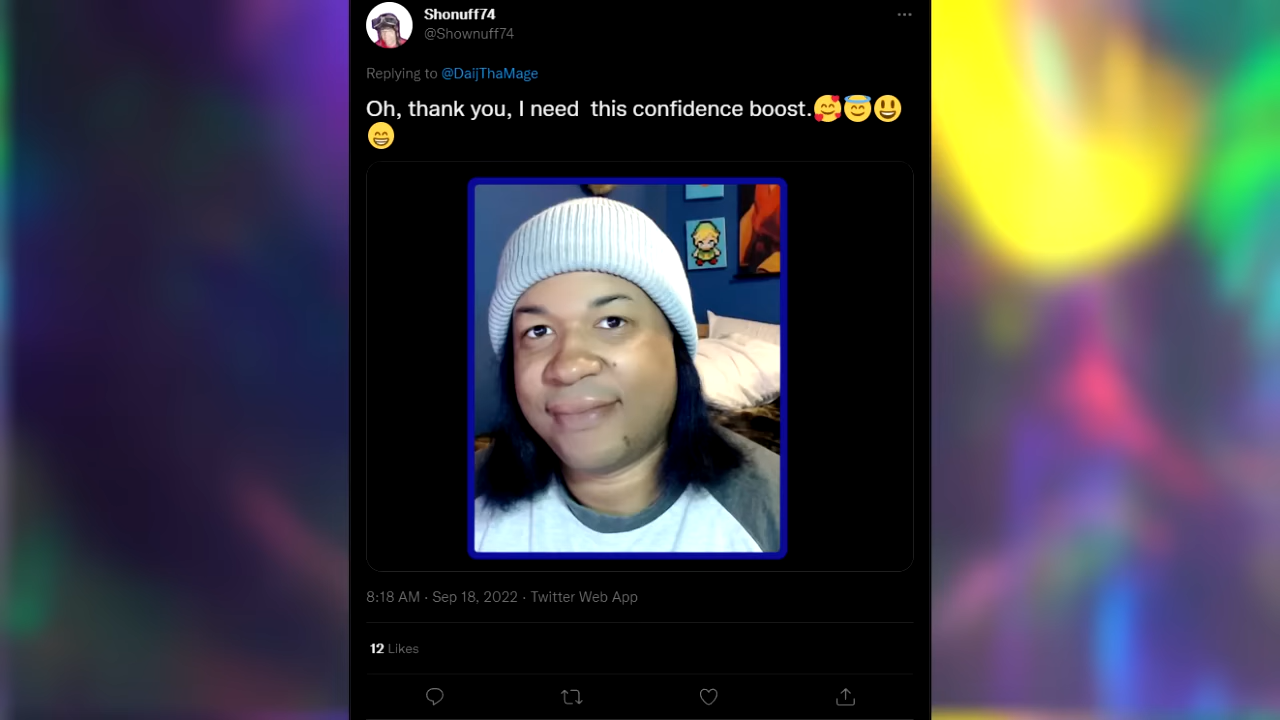 Shonuff74
@Shownuff74
Replying to @DaijThaMage
Oh, thank you, I need  this confidence boost.🥰😇😃
😁
8:18 AM · Sep 18, 2022 · Twitter Web App
12 Likes